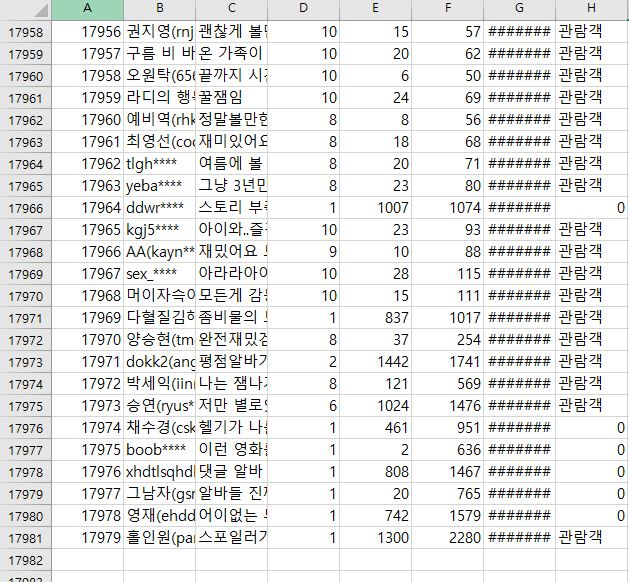 A B C D E F G H
17958 17956 권지영(rnj 괜찮게 볼만 10 15 57 ####### 관람객
17959 17957 구름 비 바 온 가족이 10 20 62 ####### 관람객
17960 17958 오원탁(656 끝까지 시간 10 6 50 ####### 관람객
17961 17959 라디의 행 꿀잼임 10 24 69 ####### 관람객
17962 17960 예비역(rhk 정말볼만한 8 8 56 ####### 관람객
17963 17961 최영선(coc 재미있어요 8 18 68 ####### 관람객
17964 17962 tlgh**** 여름에 볼 8 20 71 ####### 관람객
17965 17963 yeba**** 그냥 3년만 8 23 80 ####### 관람객
17966 17964 ddwr**** 스토리 부족 1 1007 1074 ####### 0
17967 17965 kgj5**** 아이와..즐 10 23 93 ####### 관람객
17968 17966 AA(kayn** 재밌어요 9 10 88 ####### 관람객
17969 17967 sex_**** 아라라아이 10 28 115 ####### 관람객
17970 17968 머이자슥이 모든게 감 10 15 111 ####### 관람객
17971 17969 다혈질김하 좀비물의 1 837 1017 ####### 관람객
17972 17970 양승현(tm 완전재밌 8 37 254 ####### 관람객
17973 17971 dokk2(ang 평점알바가 2 1442 1741 ####### 관람객
17974 17972 박세익(iinn 나는 잼나 8 121 569 ####### 관람객
17975 17973 승연(ryus* 저만 별로였 6 1024 1476 ####### 관람객
17976 17974 채수경(csk 헬기가 나 1 461 951 ####### 0
17977 17975 boob**** 이런 영화 1 2 636 ####### 0
17978 17976 xhdtlsqhdl 댓글 알바 1 808 1467 ####### 0
17979 17977 그남자(gsn 알바들 진 1 20 765 ####### 0
17980 17978 영재(ehdd 어이없는 1 742 1579 ####### 0
17981 17979 홀인원(par 스포일러가 1 1300 2280 ####### 관람객
17982